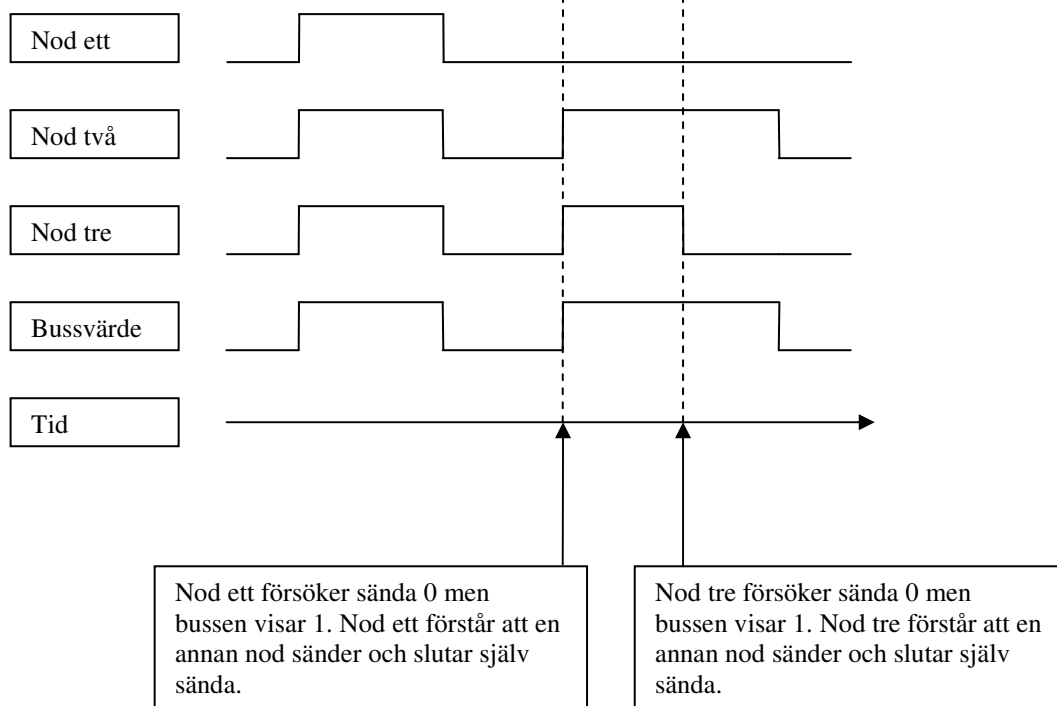 Nod ett
Nod två
Nod tre
Bussvärde
Tid
Nod ett försöker sända 0 men
bussen visar 1. Nod ett förstår att en
annan nod sänder och slutar själv
sända.
Nod tre försöker sända 0 men
bussen visar 1. Nod tre förstår att en
annan nod sänder och slutar själv
sända.